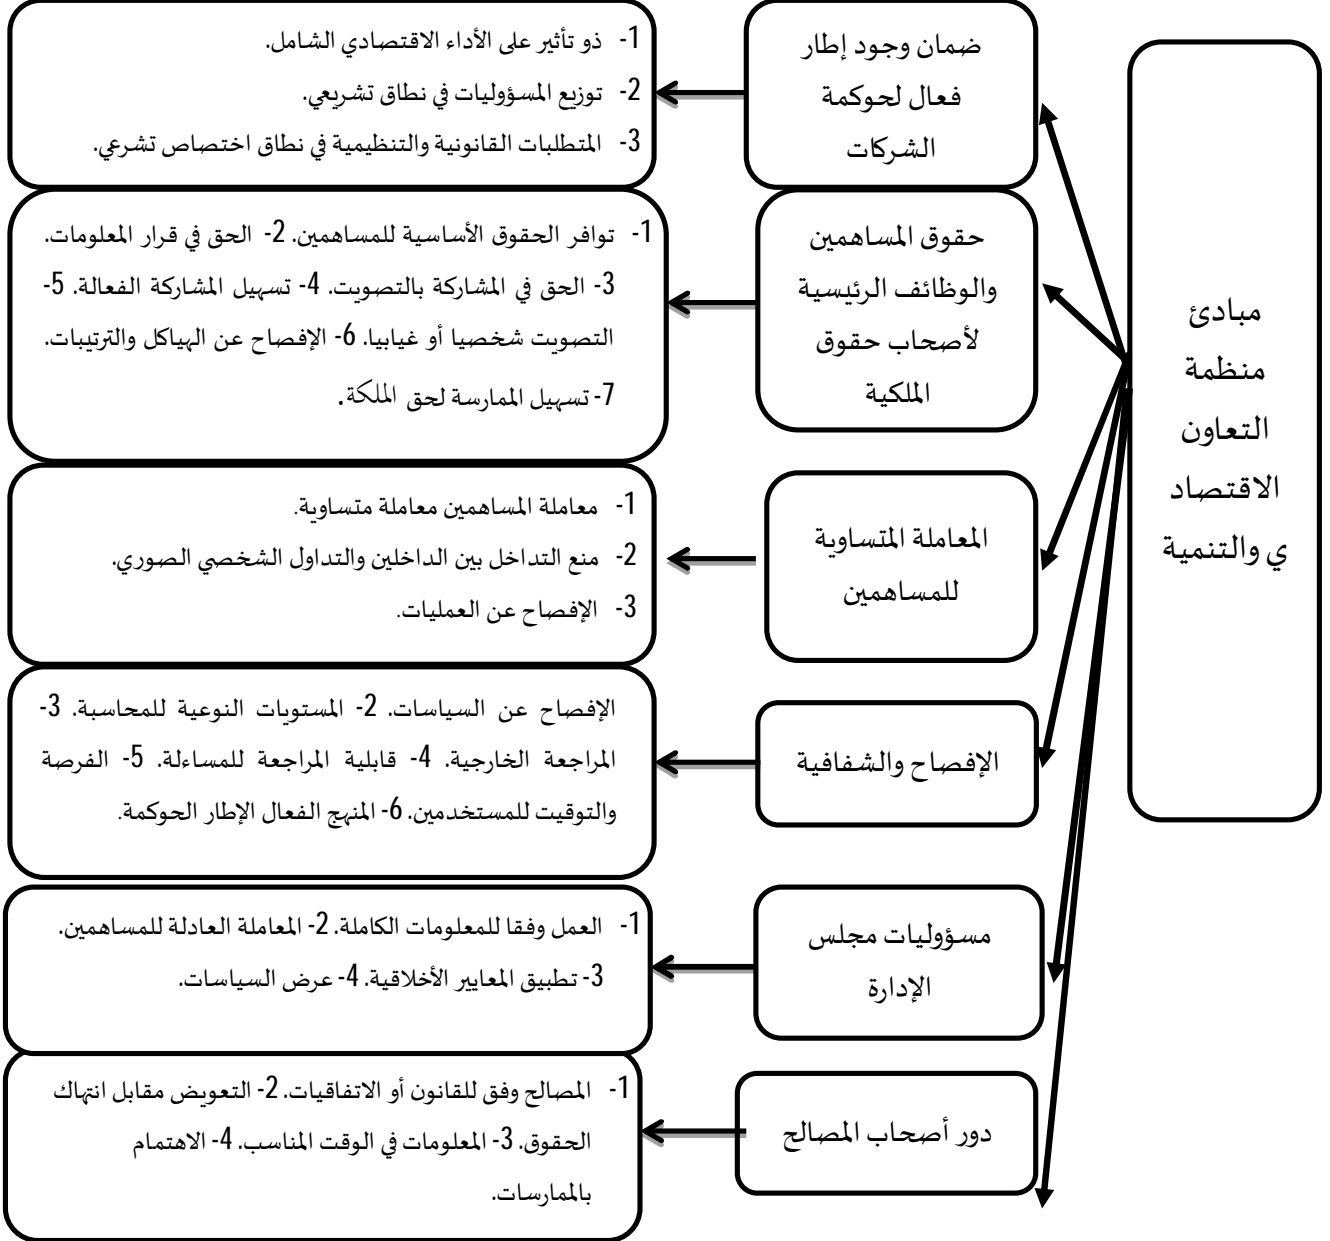 مبادئ
منظمة
التعاون
الاقتصاد
ي والتنمية
ضمان وجود إطار
فعال لحوكمة
الشركات
1- ذو تأثير على الأداء الاقتصادي الشامل.
2- توزيع المسؤوليات في نطاق تشريعي.
3- المتطلبات القانونية والتنظيمية في نطاق اختصاص تشرعي.
حقوق المساهمين
والوظائف الرئيسية
لأصحاب حقوق
الملكية
1- توافر الحقوق الأساسية للمساهمين. 2- الحق في قرار المعلومات.
3- الحق في المشاركة بالتصويت. 4- تسهيل المشاركة الفعالة. 5-
التصويت شخصيا أو غيابيا. 6- الإفصاح عن الهياكل والترتيبات.
7- تسهيل الممارسة لحق الملكة.
المعاملة المتساوية
للمساهمين
1- معاملة المساهمين معاملة متساوية.
2- منع التداخل بين الداخلين والتداول الشخصي الصوري.
3- الإفصاح عن العمليات.
الإفصاح والشفافية
الإفصاح عن السياسات. 2- المستويات النوعية للمحاسبة. 3-
المراجعة الخارجية. 4- قابلية المراجعة للمساءلة. 5- الفرصة
والتوقيت للمستخدمين. 6- المنهج الفعال الإطار الحوكمة.
مسؤوليات مجلس
الإدارة
1- العمل وفقا للمعلومات الكاملة. 2- المعاملة العادلة للمساهمين.
3- تطبيق المعايير الأخلاقية. 4- عرض السياسات.
دور أصحاب المصالح
1- المصالح وفق للقانون أو الاتفاقيات. 2- التعويض مقابل انتهاك
الحقوق. 3- المعلومات في الوقت المناسب. 4- الاهتمام
بالممارسات.